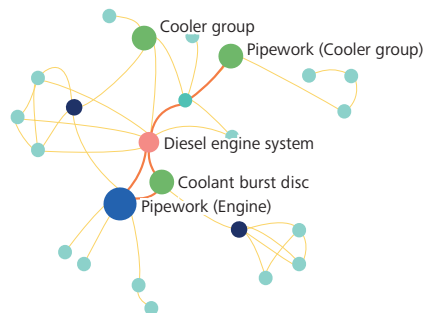 Cooler group
Pipework (Cooler group)
Diesel engine system
Coolant burst disc
Pipework (Engine)